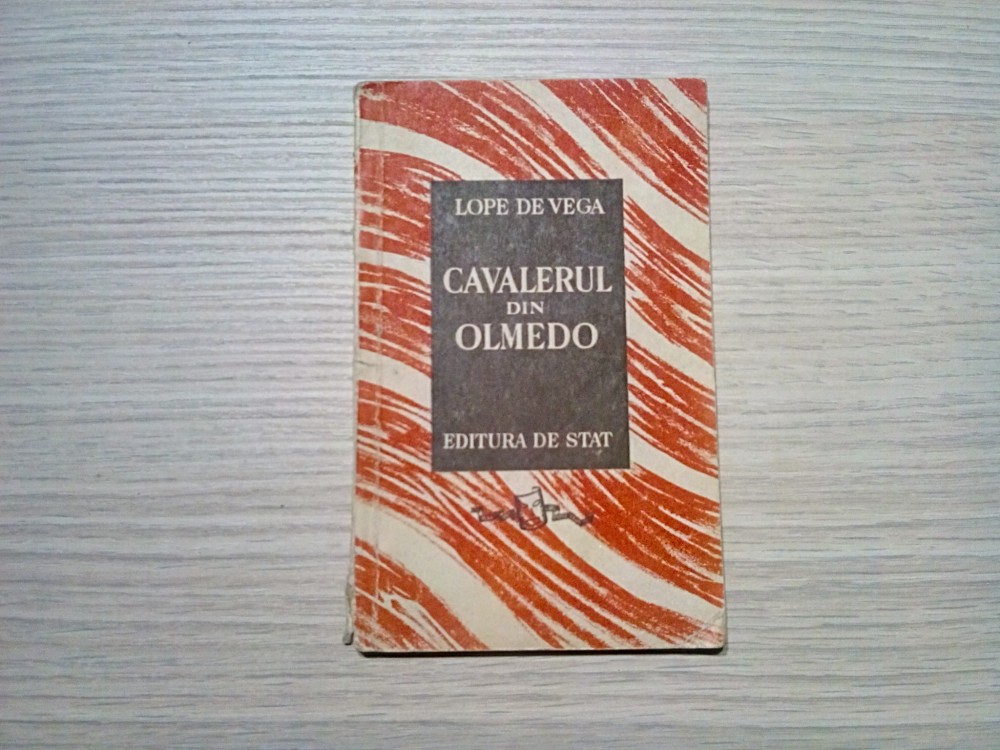 LOPE DE VEGA
CAVALERUL
DIN
OLMEDO
EDITURA DE STAT